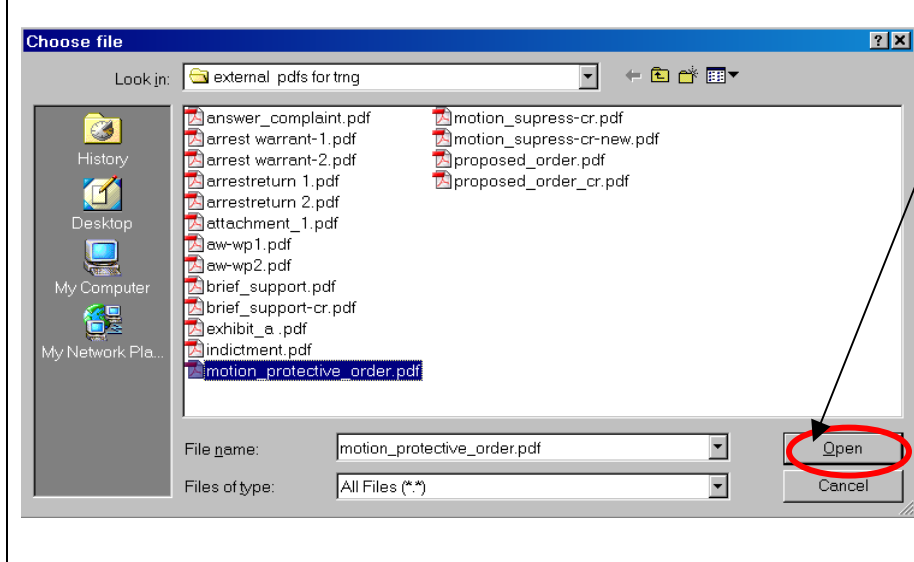 Choose file
Look in: external pdfs for trng
History
Desktop
My Computer
My Network Pla...
answer_complaint.pdf
arrest warrant-1.pdf
arrest warrant-2.pdf
arrestreturn 1.pdf
arrestreturn 2.pdf
attachment_1.pdf
aw-wp1.pdf
aw-wp2.pdf
brief_support.pdf
brief_support-cr.pdf
exhibit_a .pdf
indictment.pdf
motion_protective_order.pdf
motion_supress-cr.pdf
motion_supress-cr-new.pdf
proposed_order.pdf
proposed_order_cr.pdf
File name: motion_protective_order.pdf Open
Files of type: All Files (*.*) Cancel